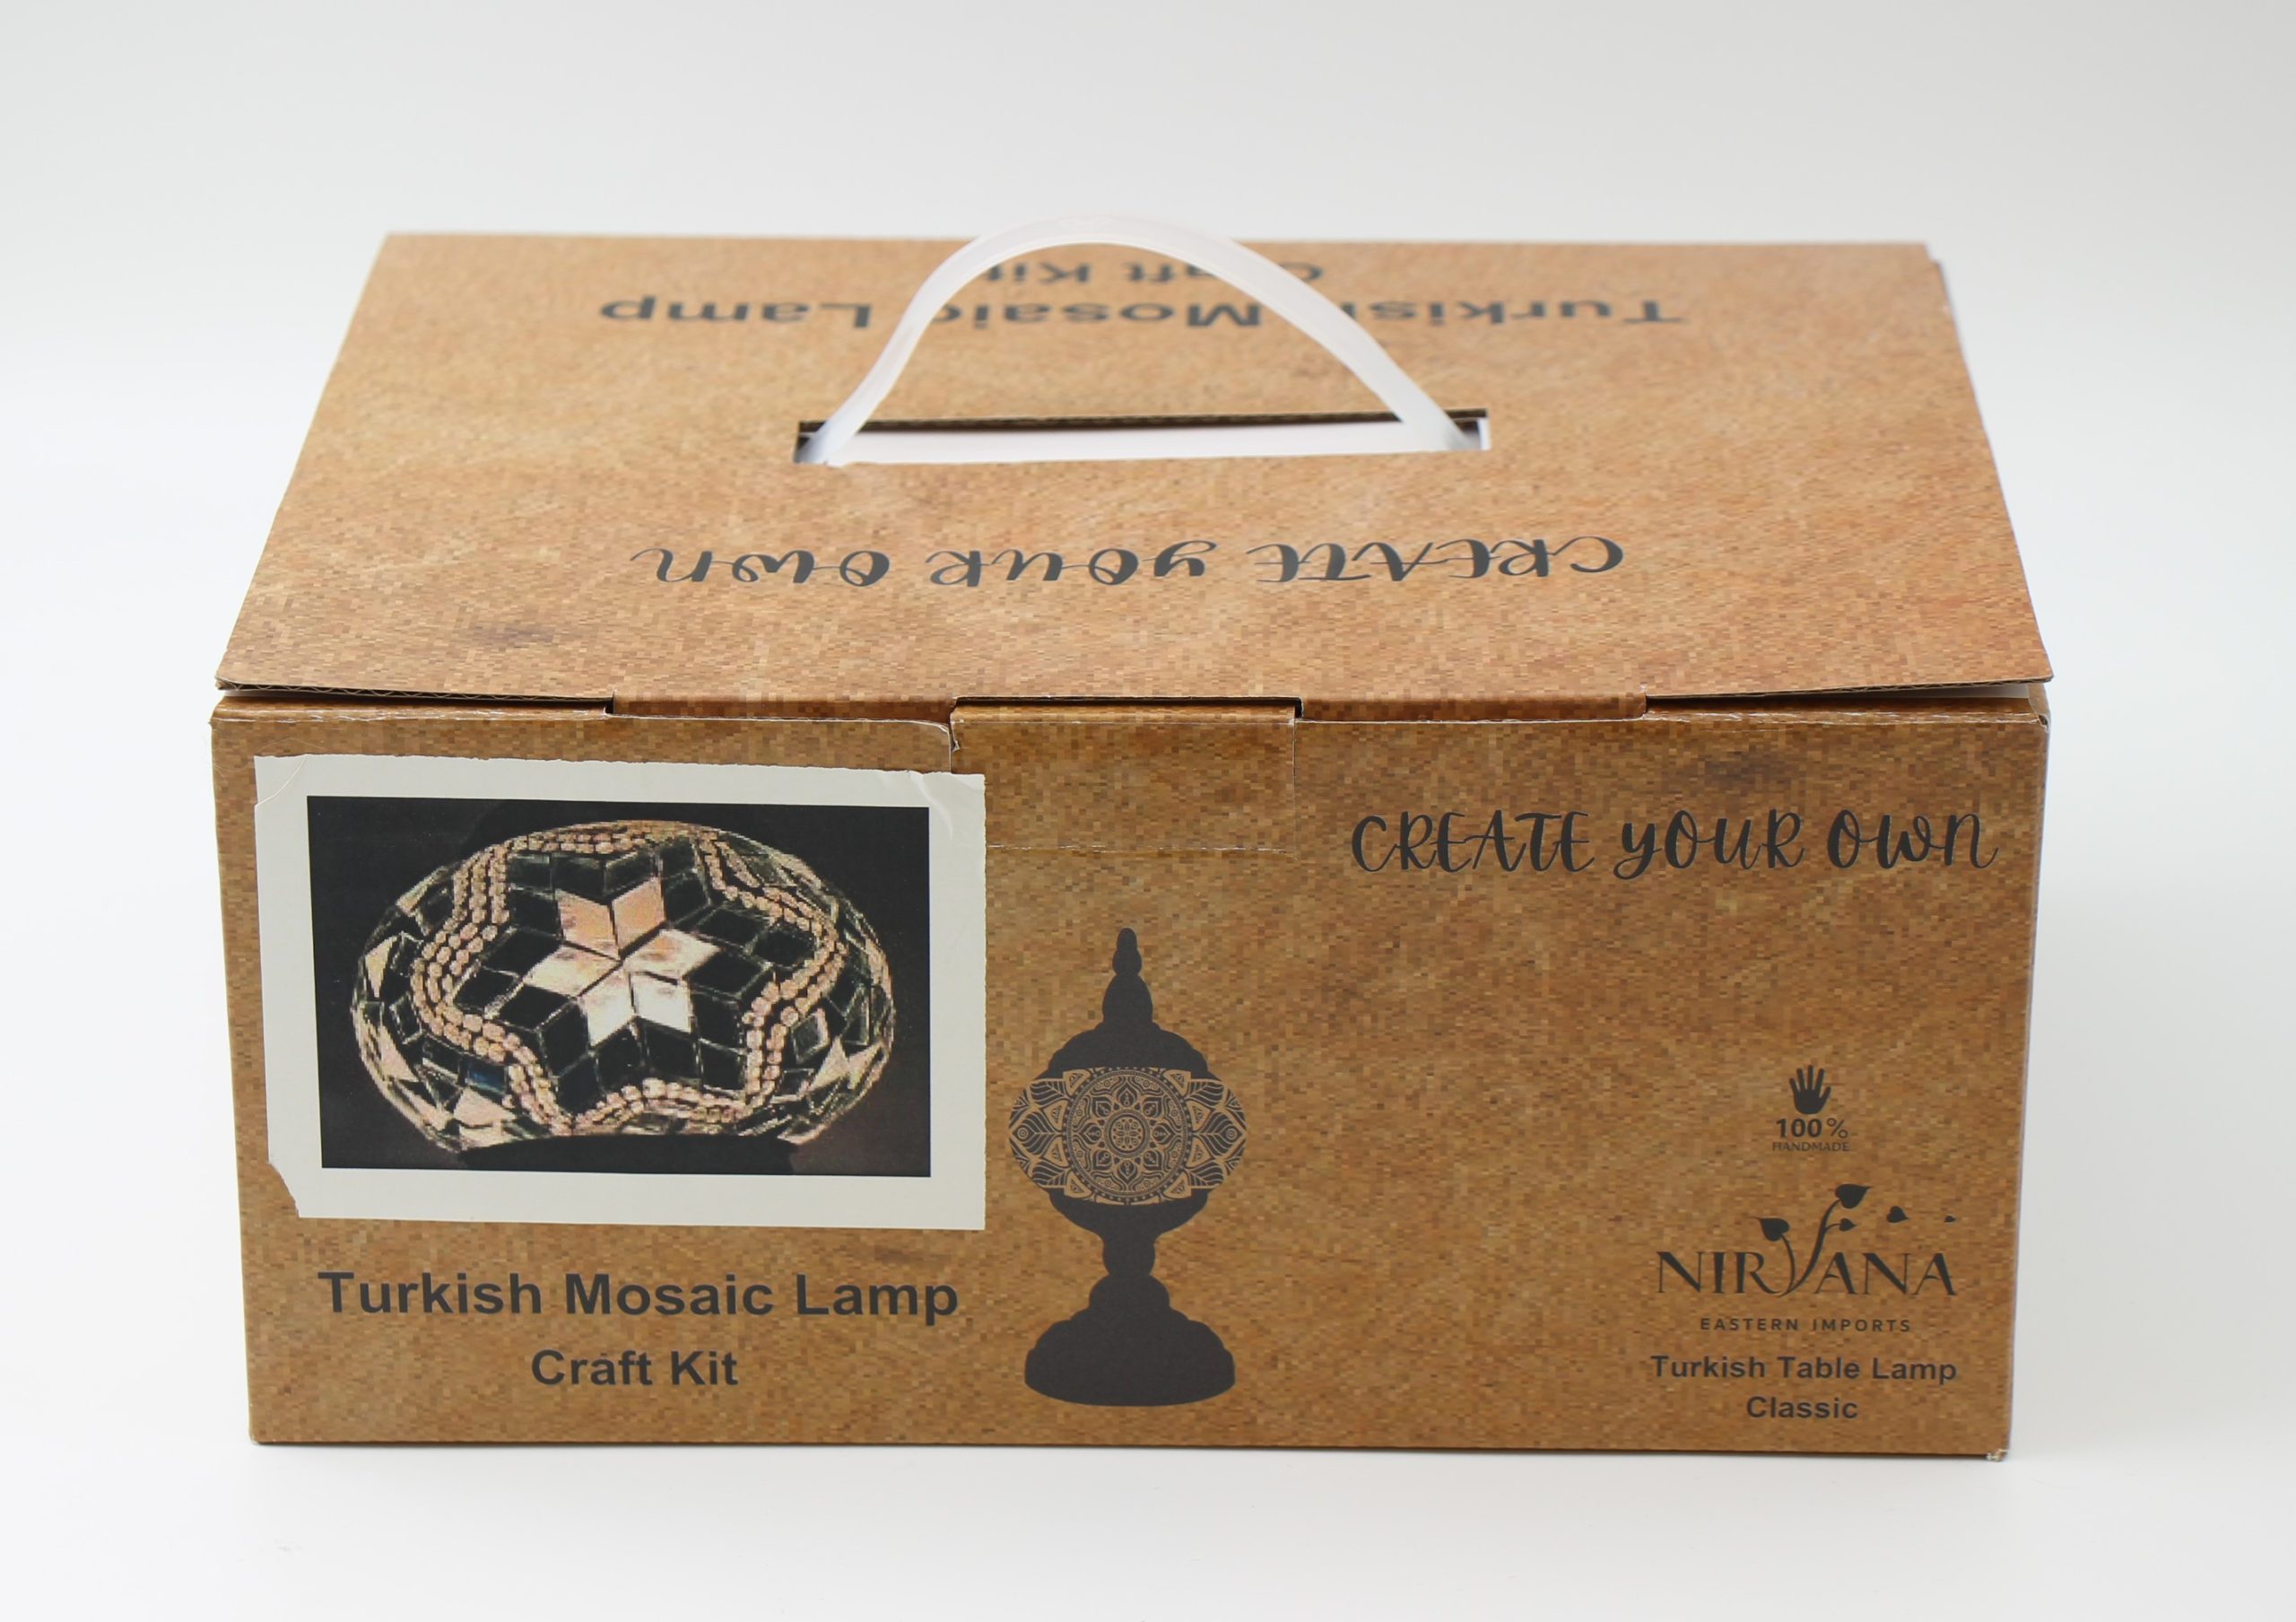 CREATE YOUR OWN
Turkish Mosaic Lamp
Craft Kit
CREATE YOUR OWN
100%
HANDMADE
NIRVANA
EASTERN IMPORTS
Turkish Table Lamp
Classic
Turkish Mosaic Lamp
Craft Kit